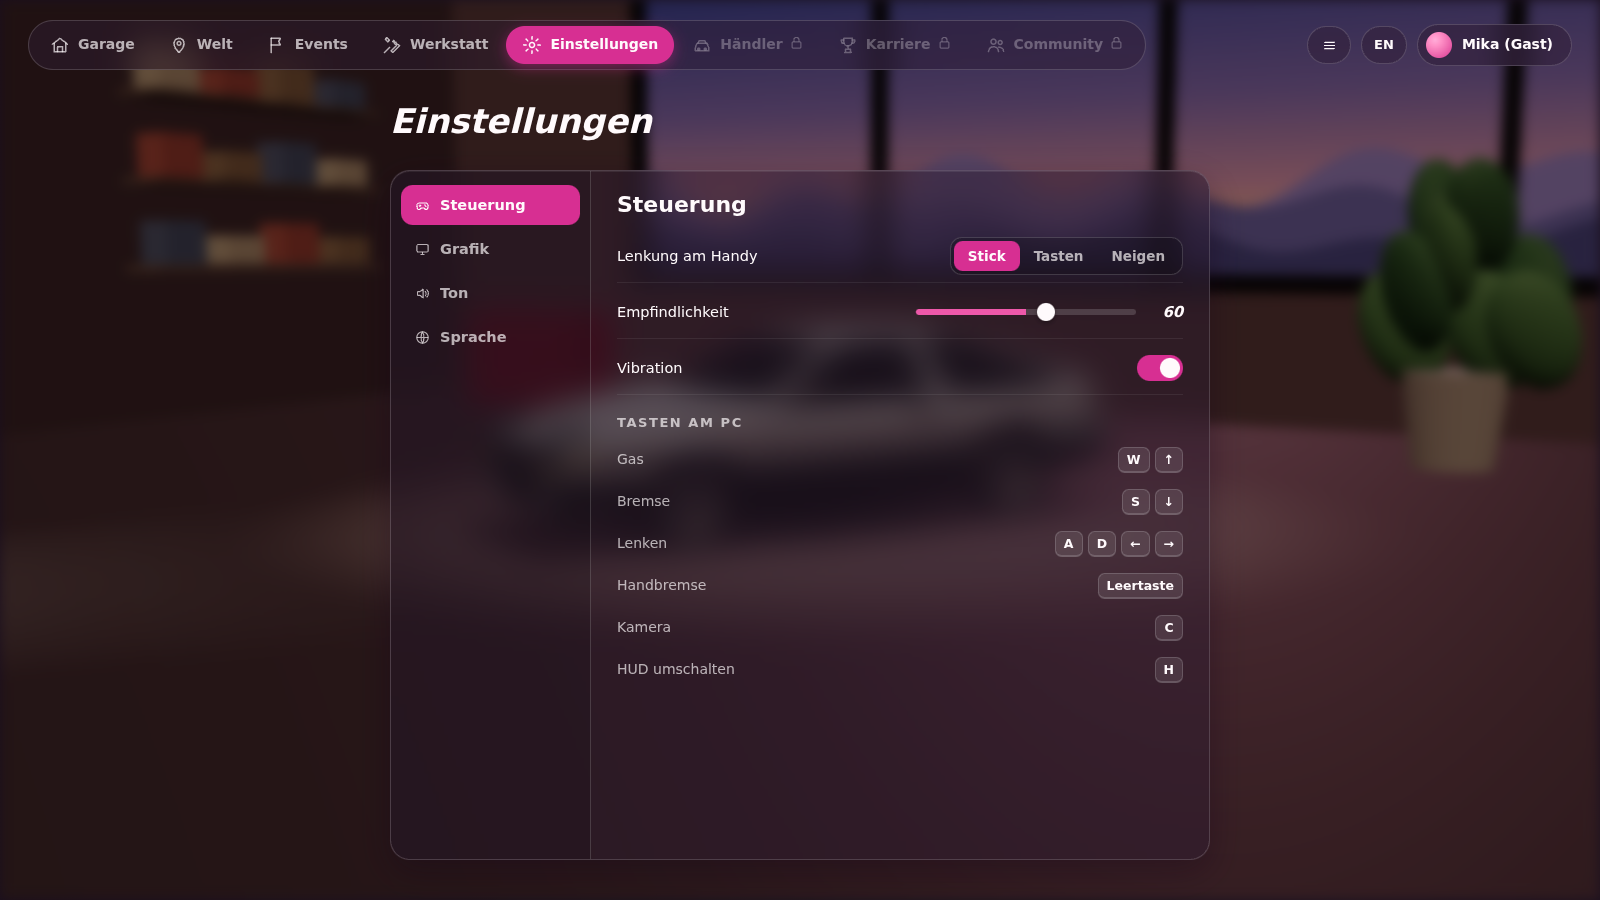 Garage Welt Events Werkstatt Einstellungen Händler Karriere Community EN Mika (Gast)
Einstellungen
Steuerung
Grafik
Ton
Sprache
Steuerung
Lenkung am Handy Stick Tasten Neigen
Empfindlichkeit 60
Vibration
TASTEN AM PC
Gas W ↑
Bremse S ↓
Lenken A D ← →
Handbremse Leertaste
Kamera C
HUD umschalten H